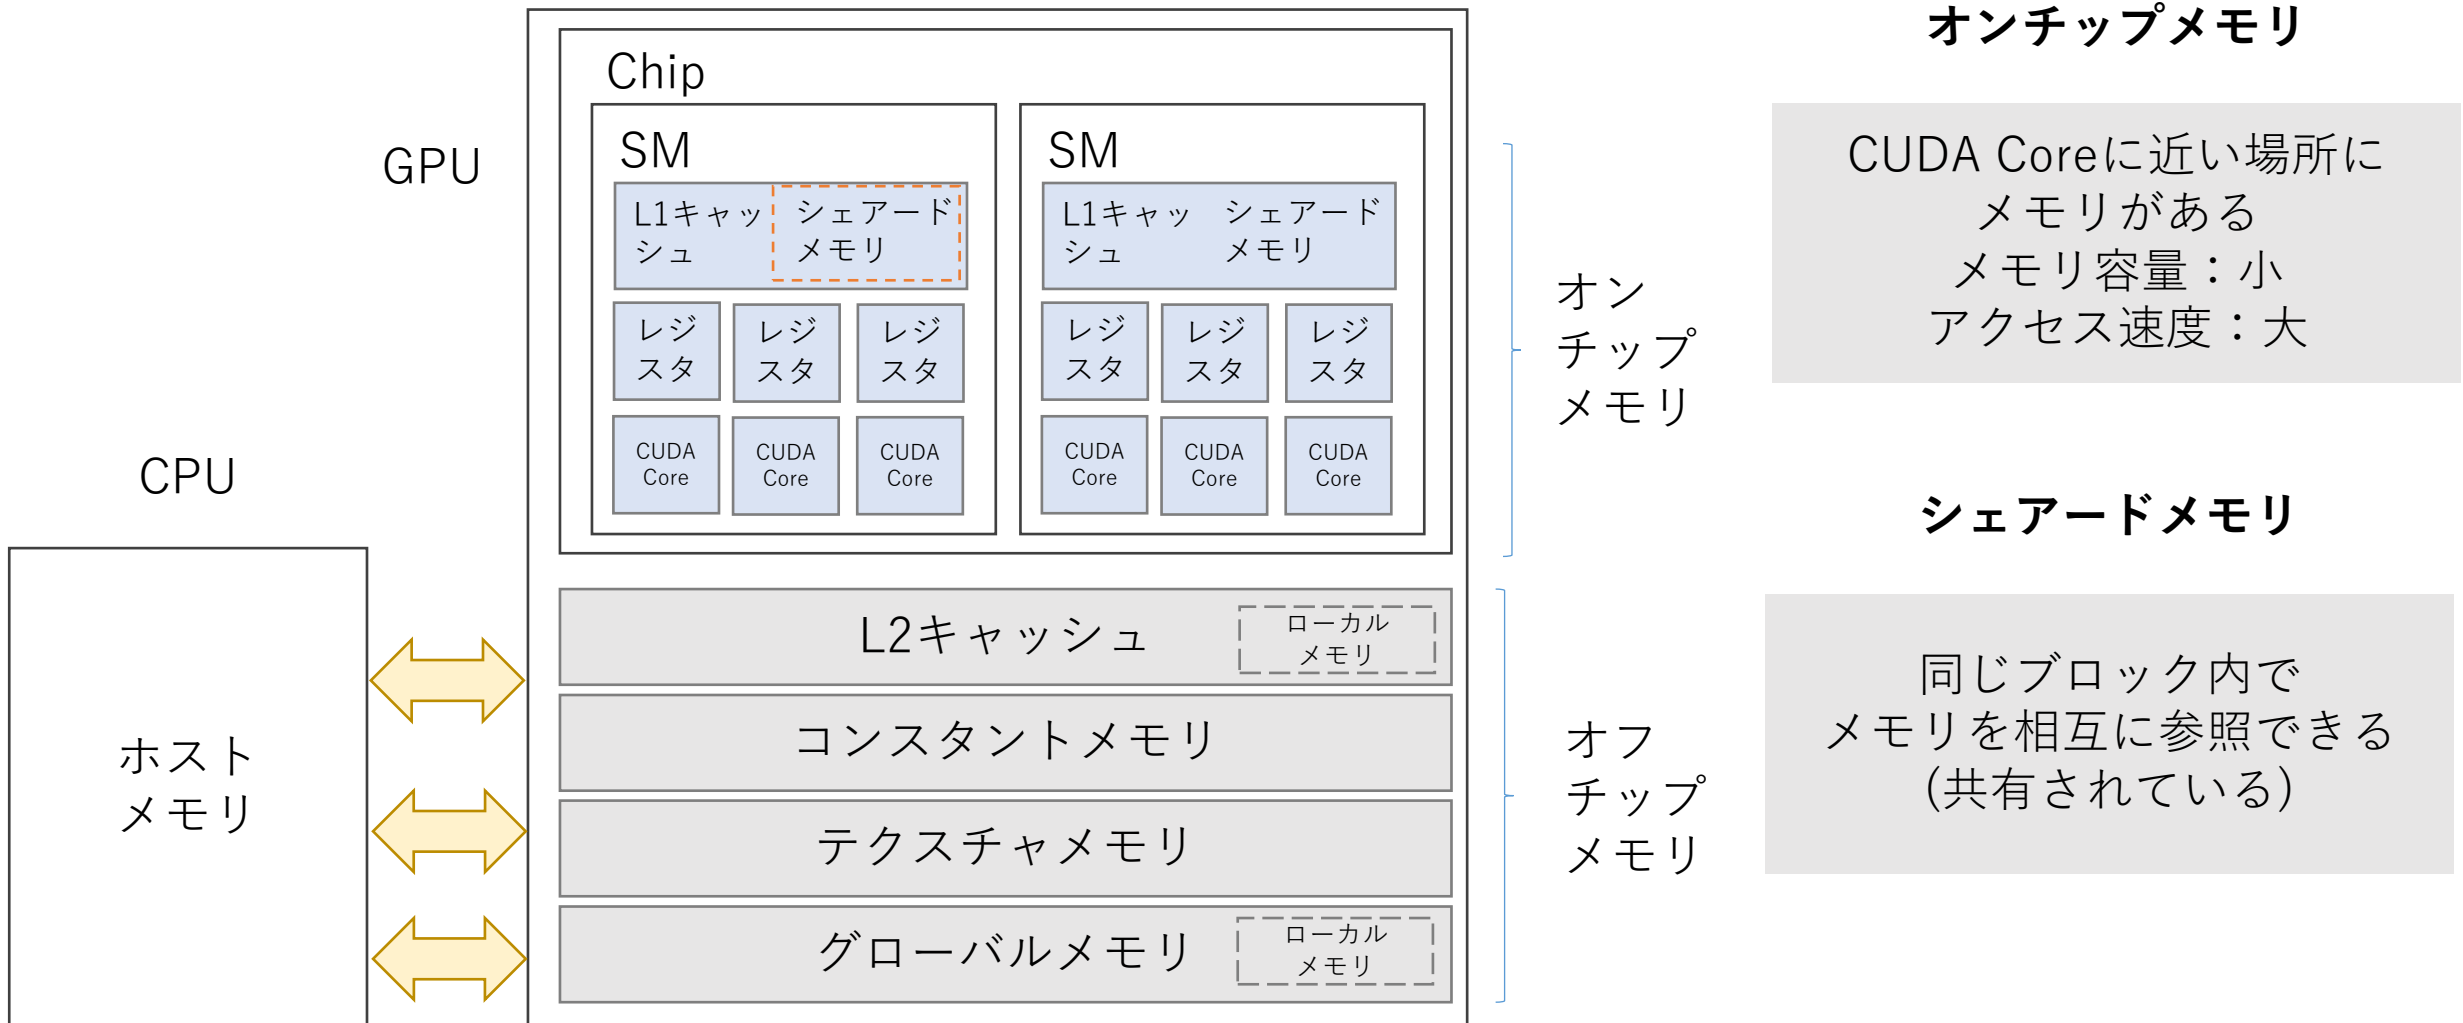 オンチップメモリ
Chip
GPU
SM
SM
L1キャッ
シュ
シェアード
メモリ
L1キャッ
シュ
シェアード
メモリ
レジ
スタ
レジ
スタ
レジ
スタ
レジ
スタ
レジ
スタ
レジ
スタ
CUDA
Core
CUDA
Core
CUDA
Core
CUDA
Core
CUDA
Core
CUDA
Core
オン
チップ
メモリ
CUDA Coreに近い場所に
メモリがある
メモリ容量：小
アクセス速度：大
CPU
ホスト
メモリ
L2キャッシュ
ローカル
メモリ
コンスタントメモリ
テクスチャメモリ
グローバルメモリ
ローカル
メモリ
オフ
チップ
メモリ
シェアードメモリ
同じブロック内で
メモリを相互に参照できる
(共有されている)